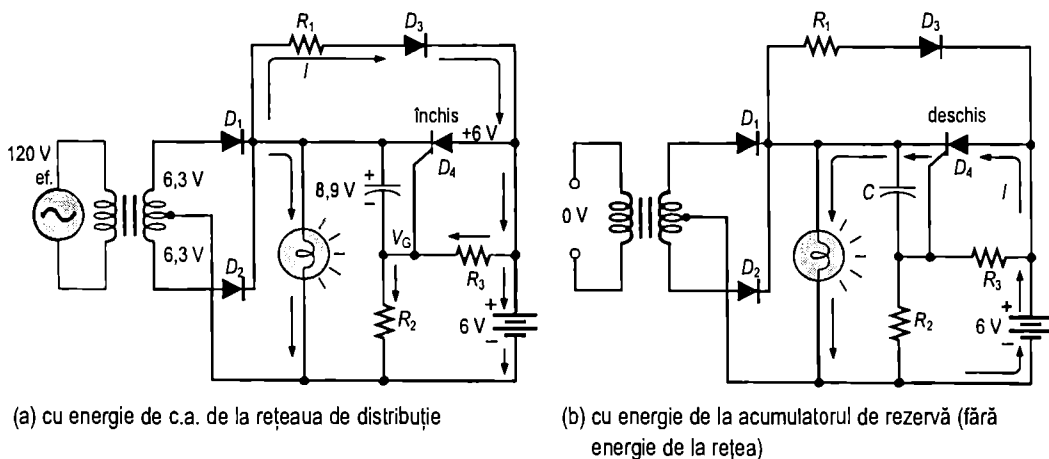 R1
D3
I
închis
D1
+6 V
D4
120 V
ef.
6,3 V
8,9 V
+
−
6,3 V
VG
R3
D2
R2
+
6 V
−
(a) cu energie de c.a. de la rețeaua de distribuție
R1
D3
deschis
D1
D4
I
0 V
C
R3
D2
R2
+
6 V
−
(b) cu energie de la acumulatorul de rezervă (fără
energie de la rețea)